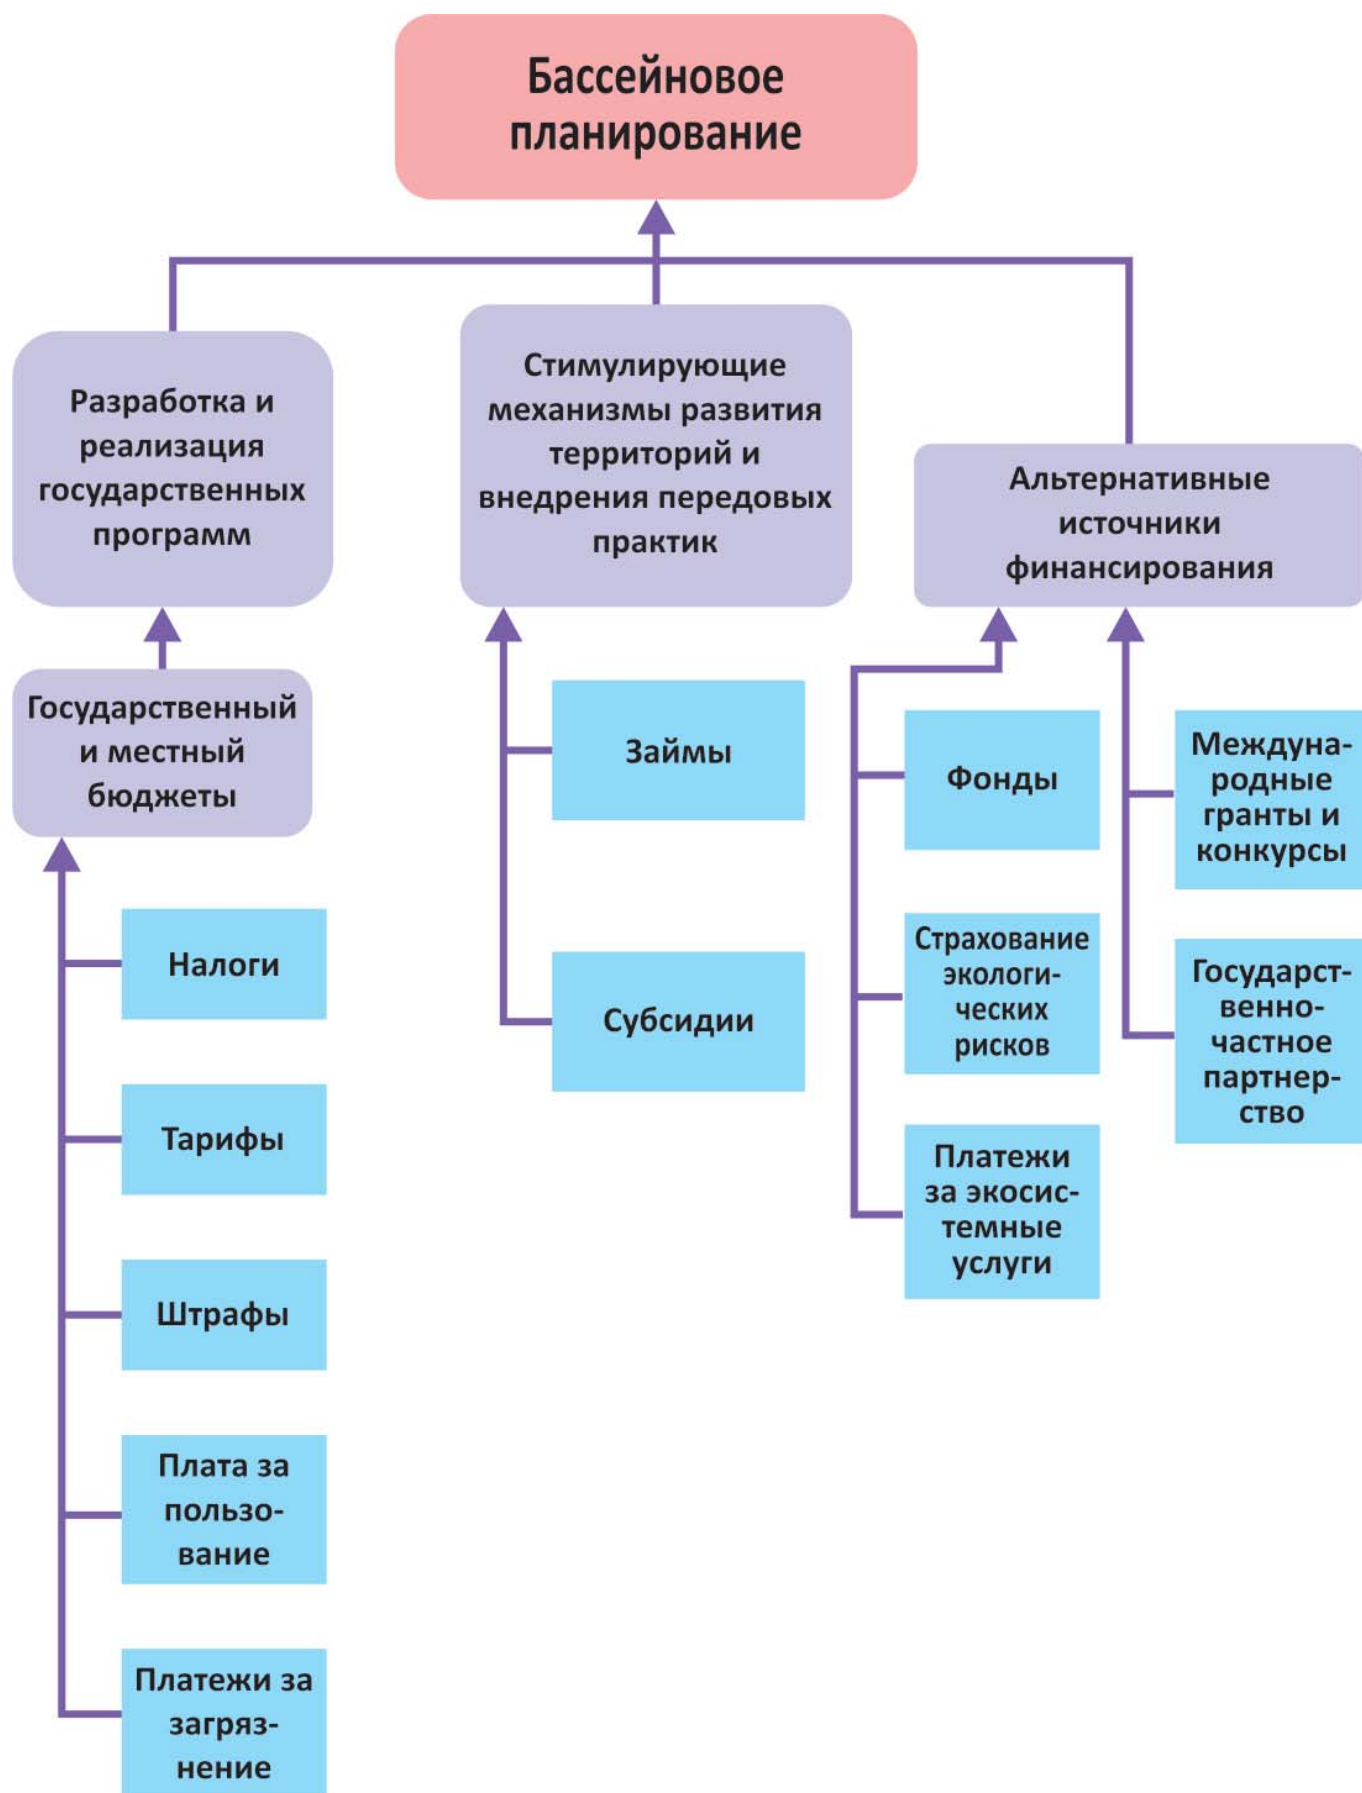 Бассейновое
планирование
Разработка и
реализация
государственных
программ
Государственный
и местный
бюджеты
Налоги
Тарифы
Штрафы
Плата за
пользо-
вание
Платежи за
загряз-
нение
Стимулирующие
механизмы развития
территорий и
внедрения передовых
практик
Займы
Субсидии
Альтернативные
источники
финансирования
Фонды
Страхование
экологи-
ческих
рисков
Платежи
за экосис-
темные
услуги
Междуна-
родные
гранты и
конкурсы
Государст-
венно-
частное
партнер-
ство